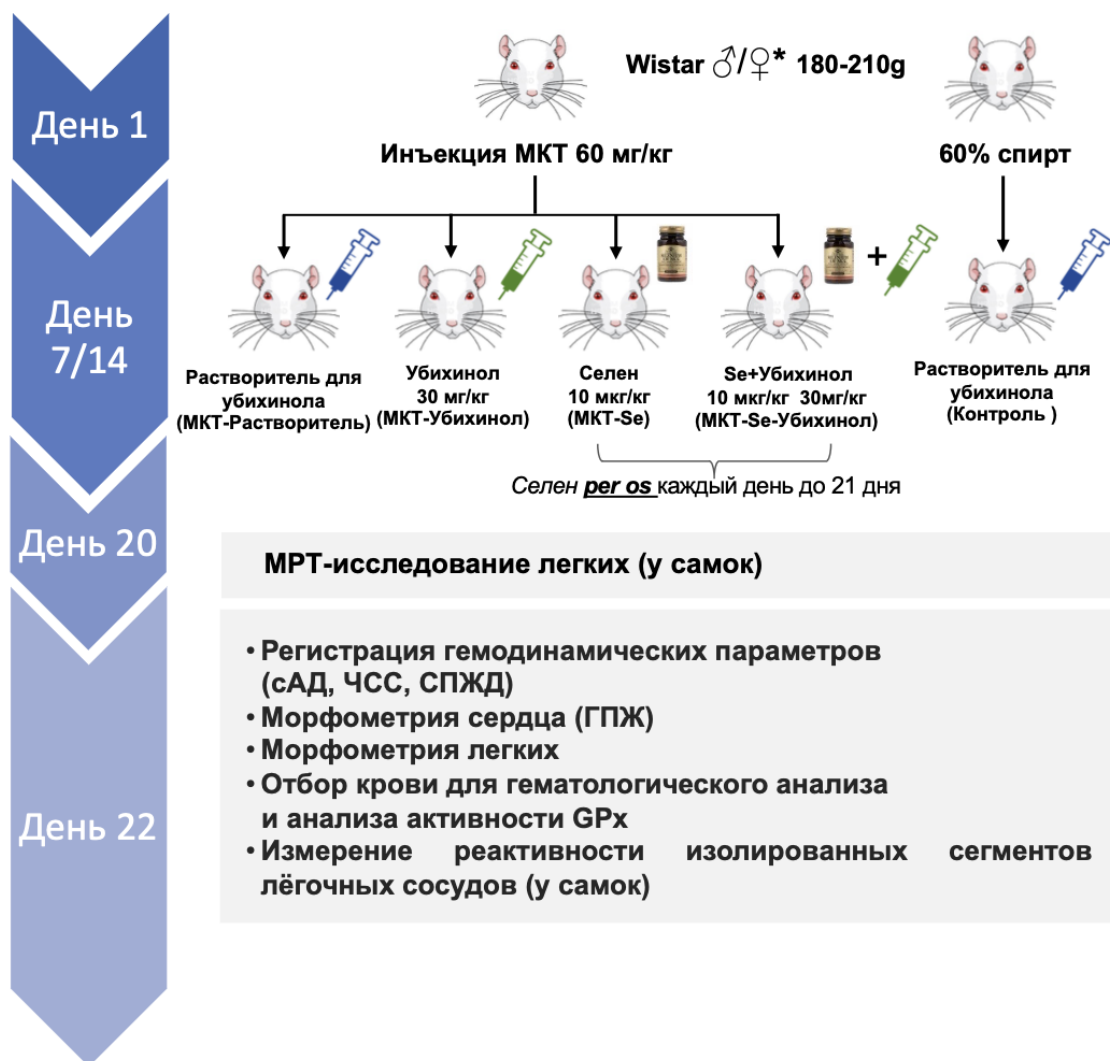 День 1
Wistar ♂/♀* 180-210g
Инъекция МКТ 60 мг/кг
60% спирт
День
7/14
+
Растворитель для
убихинола
(МКТ-Растворитель)
Убихинол
30 мг/кг
(МКТ-Убихинол)
Селен
10 мкг/кг
(МКТ-Se)
Se+Убихинол
10 мкг/кг 30мг/кг
(МКТ-Se-Убихинол)
Растворитель для
убихинола
(Контроль )
Селен per os каждый день до 21 дня
День 20
МРТ-исследование легких (у самок)
День 22
• Регистрация гемодинамических параметров
(сАД, ЧСС, СПЖД)
• Морфометрия сердца (ГПЖ)
• Морфометрия легких
• Отбор крови для гематологического анализа
и анализа активности GPx
• Измерение реактивности изолированных сегментов
лёгочных сосудов (у самок)